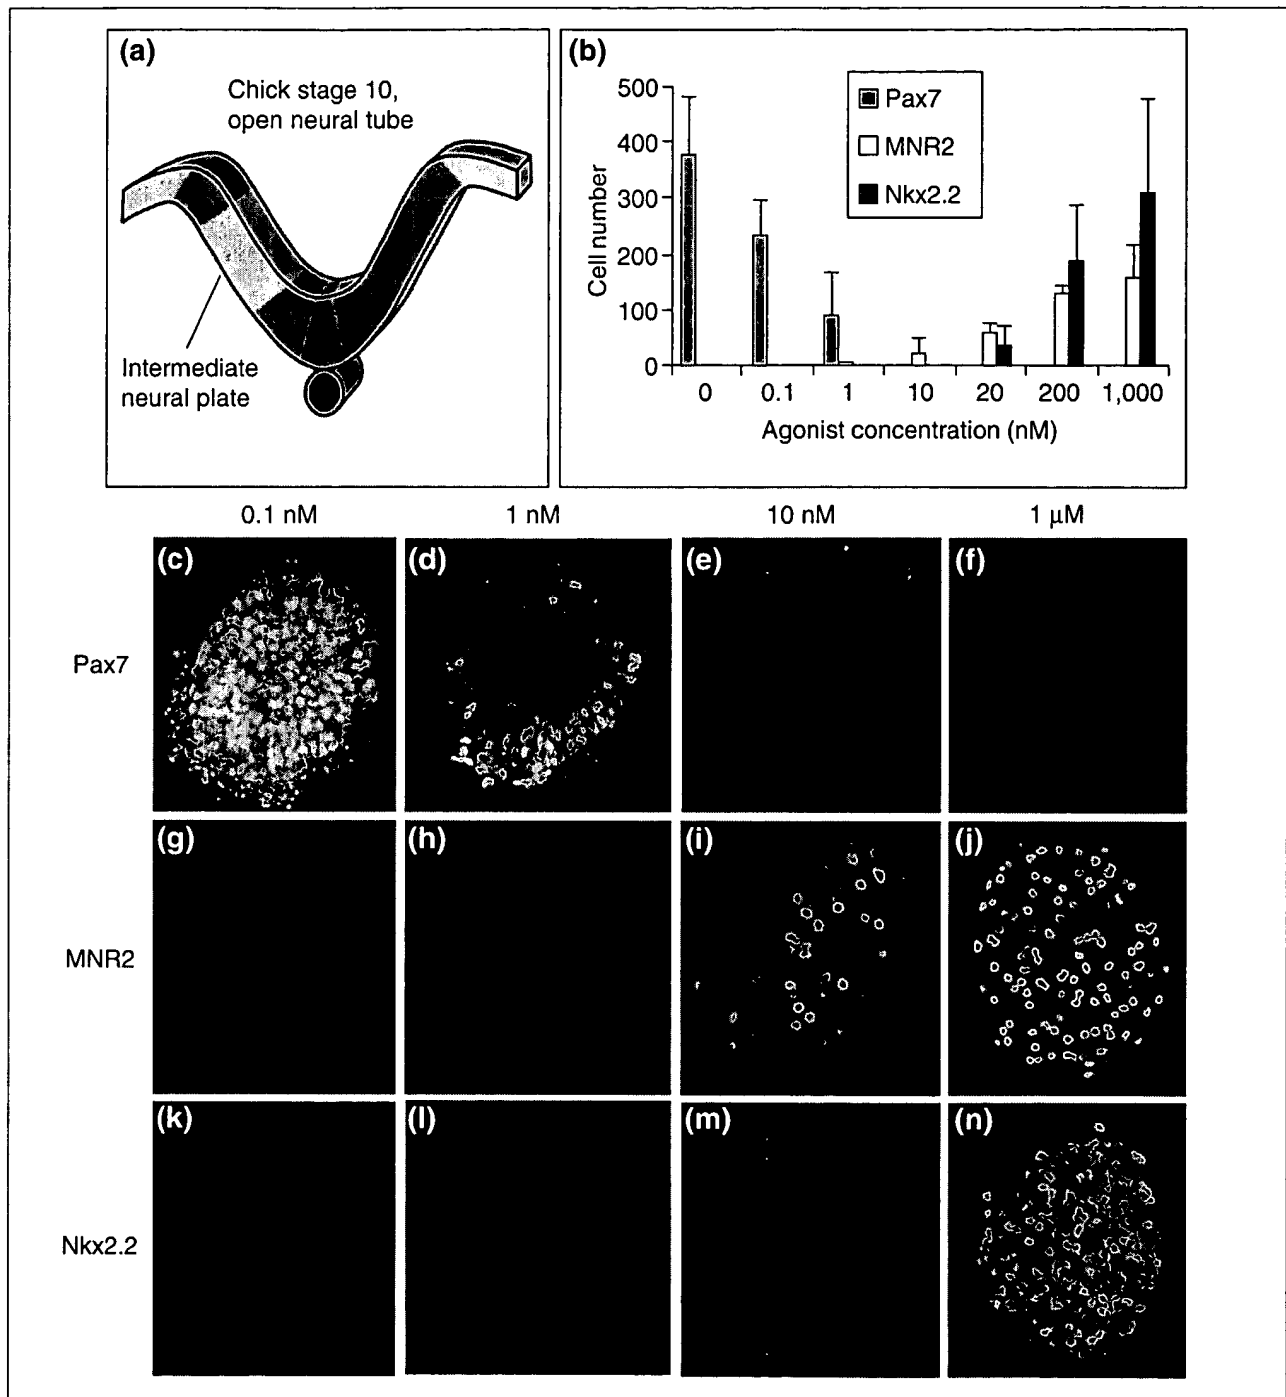 (a)
Chick stage 10,
open neural tube
Intermediate
neural plate
(b)
500
400
300
200
100
0
Cell number
Pax7
MNR2
Nkx2.2
0 0.1 1 10 20 200 1,000
Agonist concentration (nM)
0.1 nM 1 nM 10 nM 1 μM
(c) (d) (e) (f)
Pax7
(g) (h) (i) (j)
MNR2
(k) (l) (m) (n)
Nkx2.2